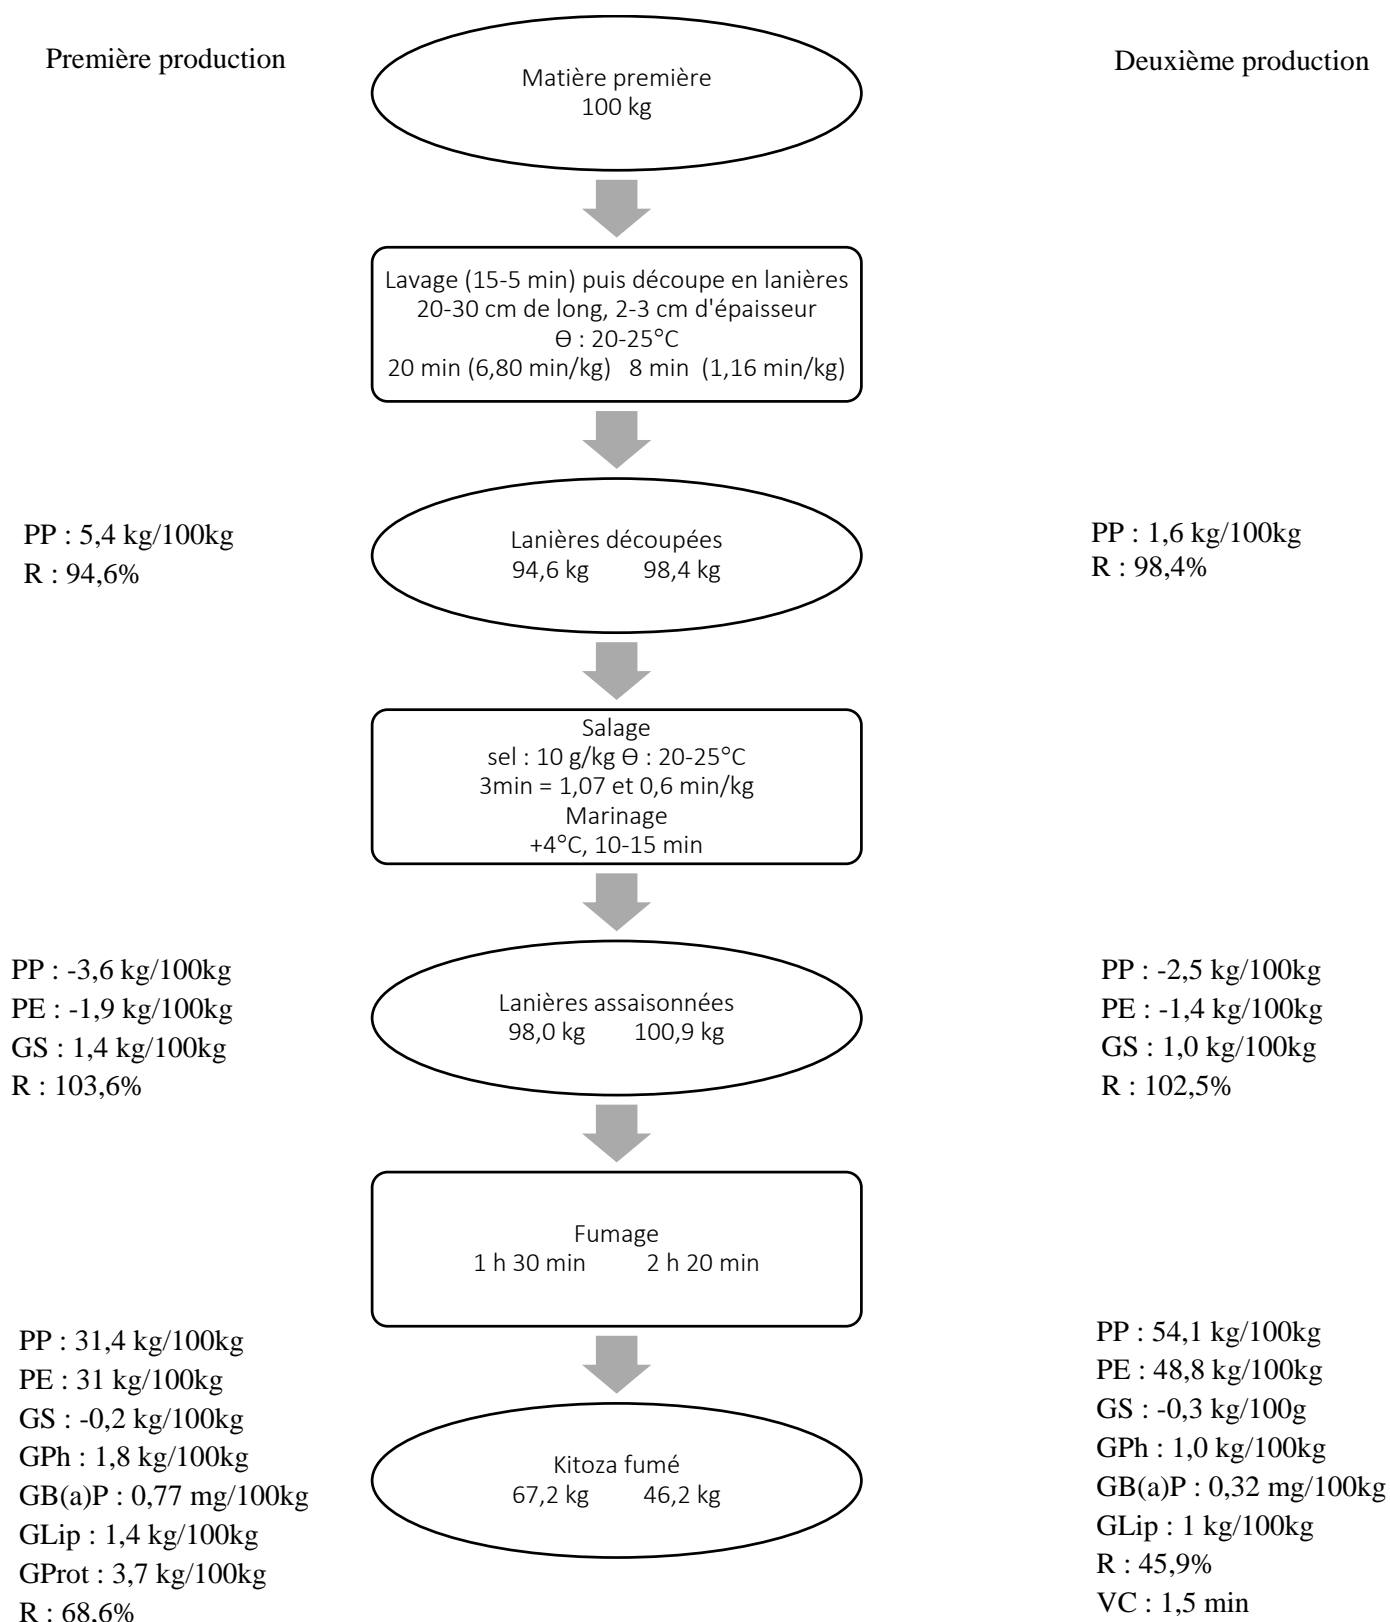 Première production
Deuxième production
Matière première
100 kg
Lavage (15-5 min) puis découpe en lanières
20-30 cm de long, 2-3 cm d'épaisseur
Ɵ : 20-25°C
20 min (6,80 min/kg) 8 min (1,16 min/kg)
PP : 5,4 kg/100kg
R : 94,6%
Lanières découpées
94,6 kg 98,4 kg
PP : 1,6 kg/100kg
R : 98,4%
Salage
sel : 10 g/kg Ɵ : 20-25°C
3min = 1,07 et 0,6 min/kg
Marinage
+4°C, 10-15 min
PP : -3,6 kg/100kg
PE : -1,9 kg/100kg
GS : 1,4 kg/100kg
R : 103,6%
Lanières assaisonnées
98,0 kg 100,9 kg
PP : -2,5 kg/100kg
PE : -1,4 kg/100kg
GS : 1,0 kg/100kg
R : 102,5%
Fumage
1 h 30 min 2 h 20 min
PP : 31,4 kg/100kg
PE : 31 kg/100kg
GS : -0,2 kg/100kg
GPh : 1,8 kg/100kg
GB(a)P : 0,77 mg/100kg
GLip : 1,4 kg/100kg
GProt : 3,7 kg/100kg
R : 68,6%
Kitoza fumé
67,2 kg 46,2 kg
PP : 54,1 kg/100kg
PE : 48,8 kg/100kg
GS : -0,3 kg/100g
GPh : 1,0 kg/100kg
GB(a)P : 0,32 mg/100kg
GLip : 1 kg/100kg
R : 45,9%
VC : 1,5 min